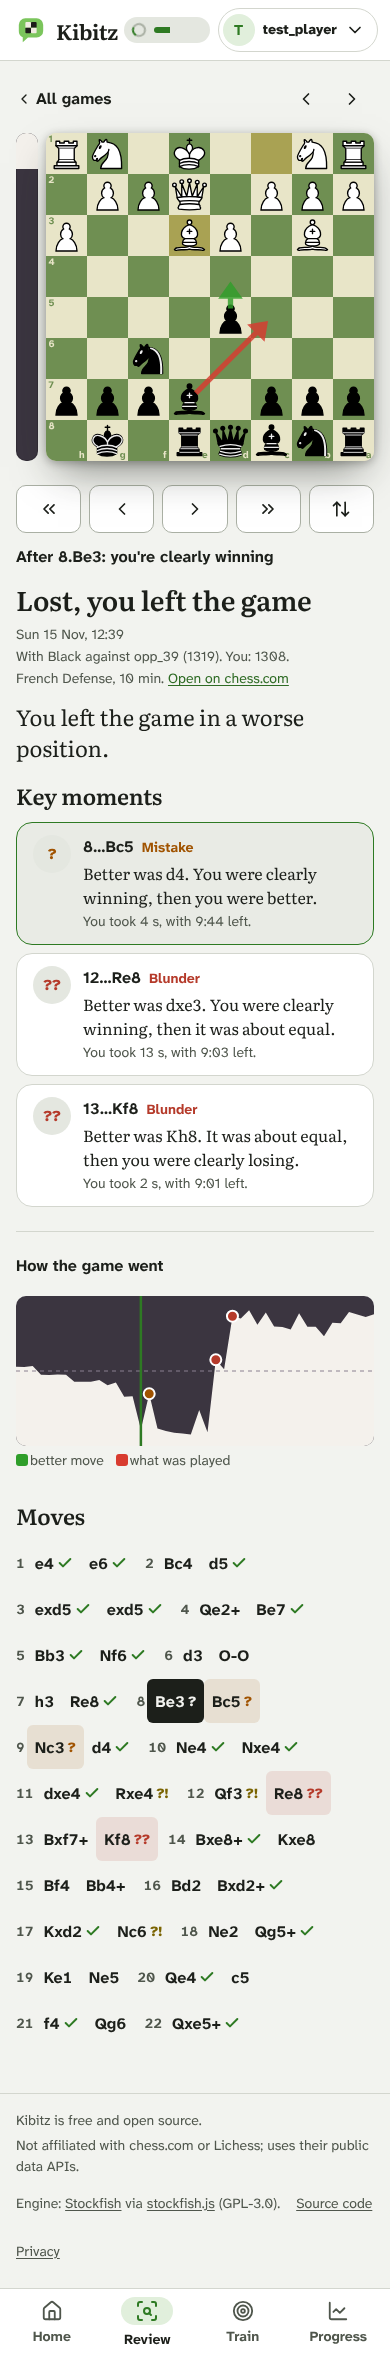 Kibitz
T test_player
All games
1
2
3
4
5
6
7
8
h g f e d c b a
After 8.Be3: you're clearly winning
Lost, you left the game
Sun 15 Nov, 12:39
With Black against opp_39 (1319). You: 1308.
French Defense, 10 min. Open on chess.com
You left the game in a worse
position.
Key moments
? 8...Bc5 Mistake
Better was d4. You were clearly
winning, then you were better.
You took 4 s, with 9:44 left.
?? 12...Re8 Blunder
Better was dxe3. You were clearly
winning, then it was about equal.
You took 13 s, with 9:03 left.
?? 13...Kf8 Blunder
Better was Kh8. It was about equal,
then you were clearly losing.
You took 2 s, with 9:01 left.
How the game went
better move what was played
Moves
1 e4 e6 2 Bc4 d5
3 exd5 exd5 4 Qe2+ Be7
5 Bb3 Nf6 6 d3 O-O
7 h3 Re8 8 Be3 ? Bc5 ?
9 Nc3 ? d4 10 Ne4 Nxe4
11 dxe4 Rxe4 ?! 12 Qf3 ?! Re8 ??
13 Bxf7+ Kf8 ?? 14 Bxe8+ Kxe8
15 Bf4 Bb4+ 16 Bd2 Bxd2+
17 Kxd2 Nc6 ?! 18 Ne2 Qg5+
19 Ke1 Ne5 20 Qe4 c5
21 f4 Qg6 22 Qxe5+
Kibitz is free and open source.
Not affiliated with chess.com or Lichess; uses their public
data APIs.
Engine: Stockfish via stockfish.js (GPL-3.0). Source code
Privacy
Home Review Train Progress